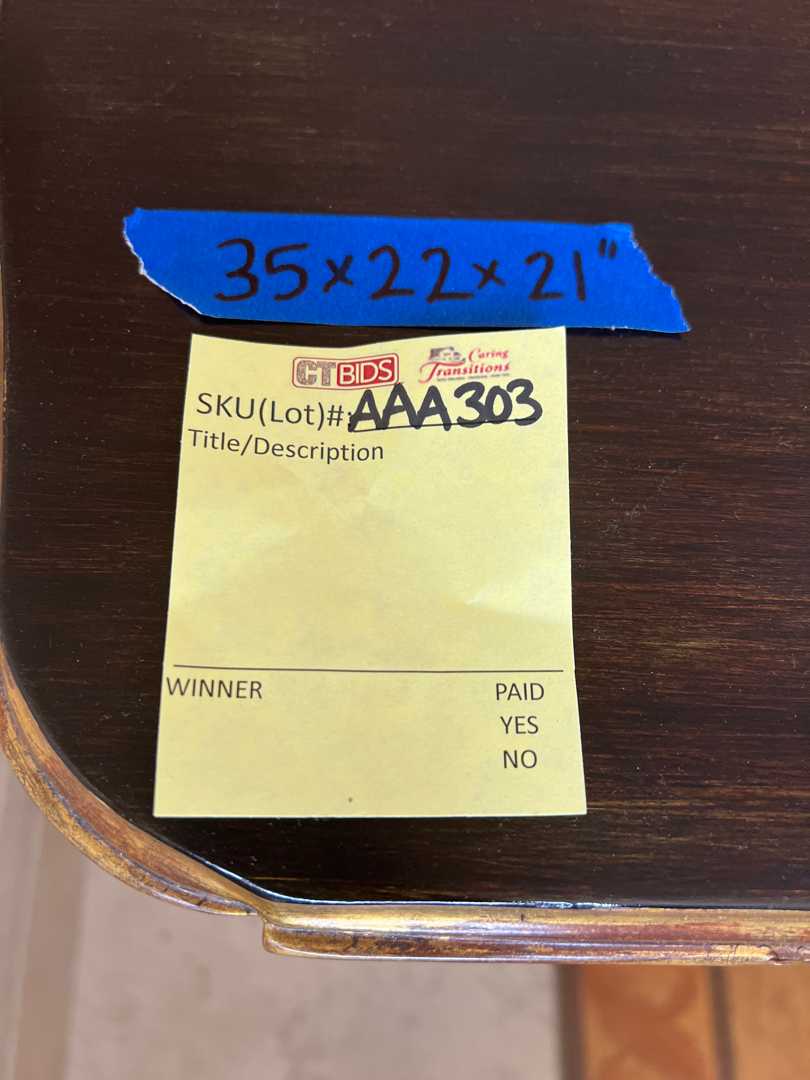 35x22x21"
CTBIDS
Caring
Transitions
SKU(Lot)#: AAA303
Title/Description
WINNER
PAID
YES
NO